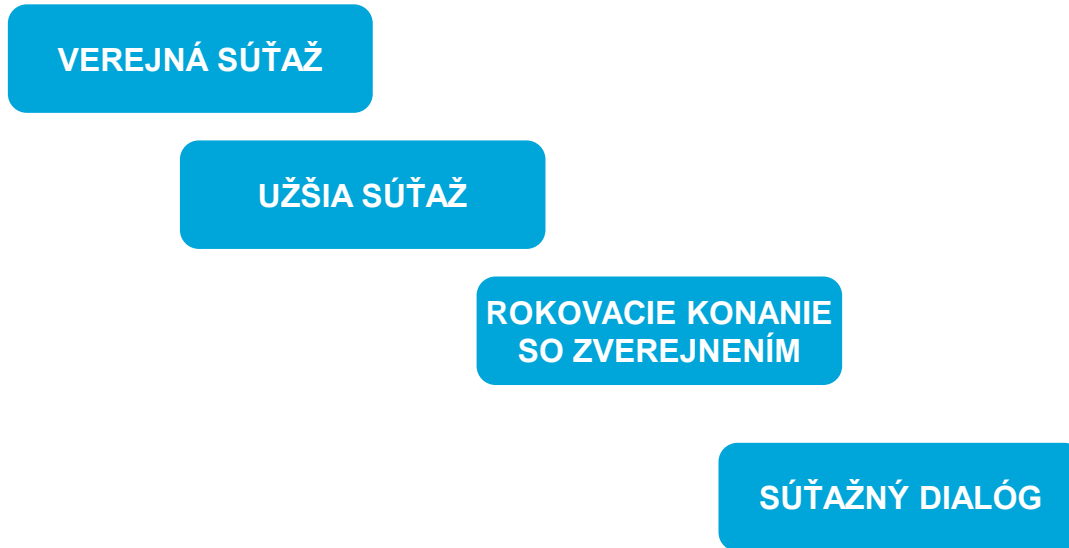 VEREJNÁ SÚŤAŽ
UŽŠIA SÚŤAŽ
ROKOVACIE KONANIE
SO ZVEREJNENÍM
SÚŤAŽNÝ DIALÓG